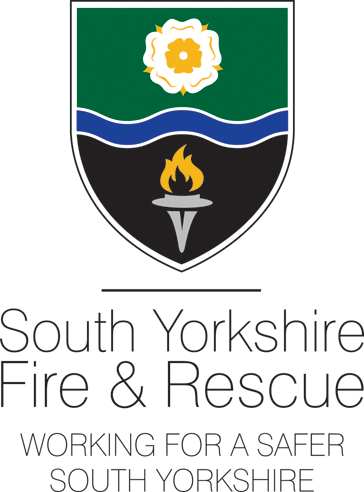 South Yorkshire
Fire & Rescue
WORKING FOR A SAFER
SOUTH YORKSHIRE